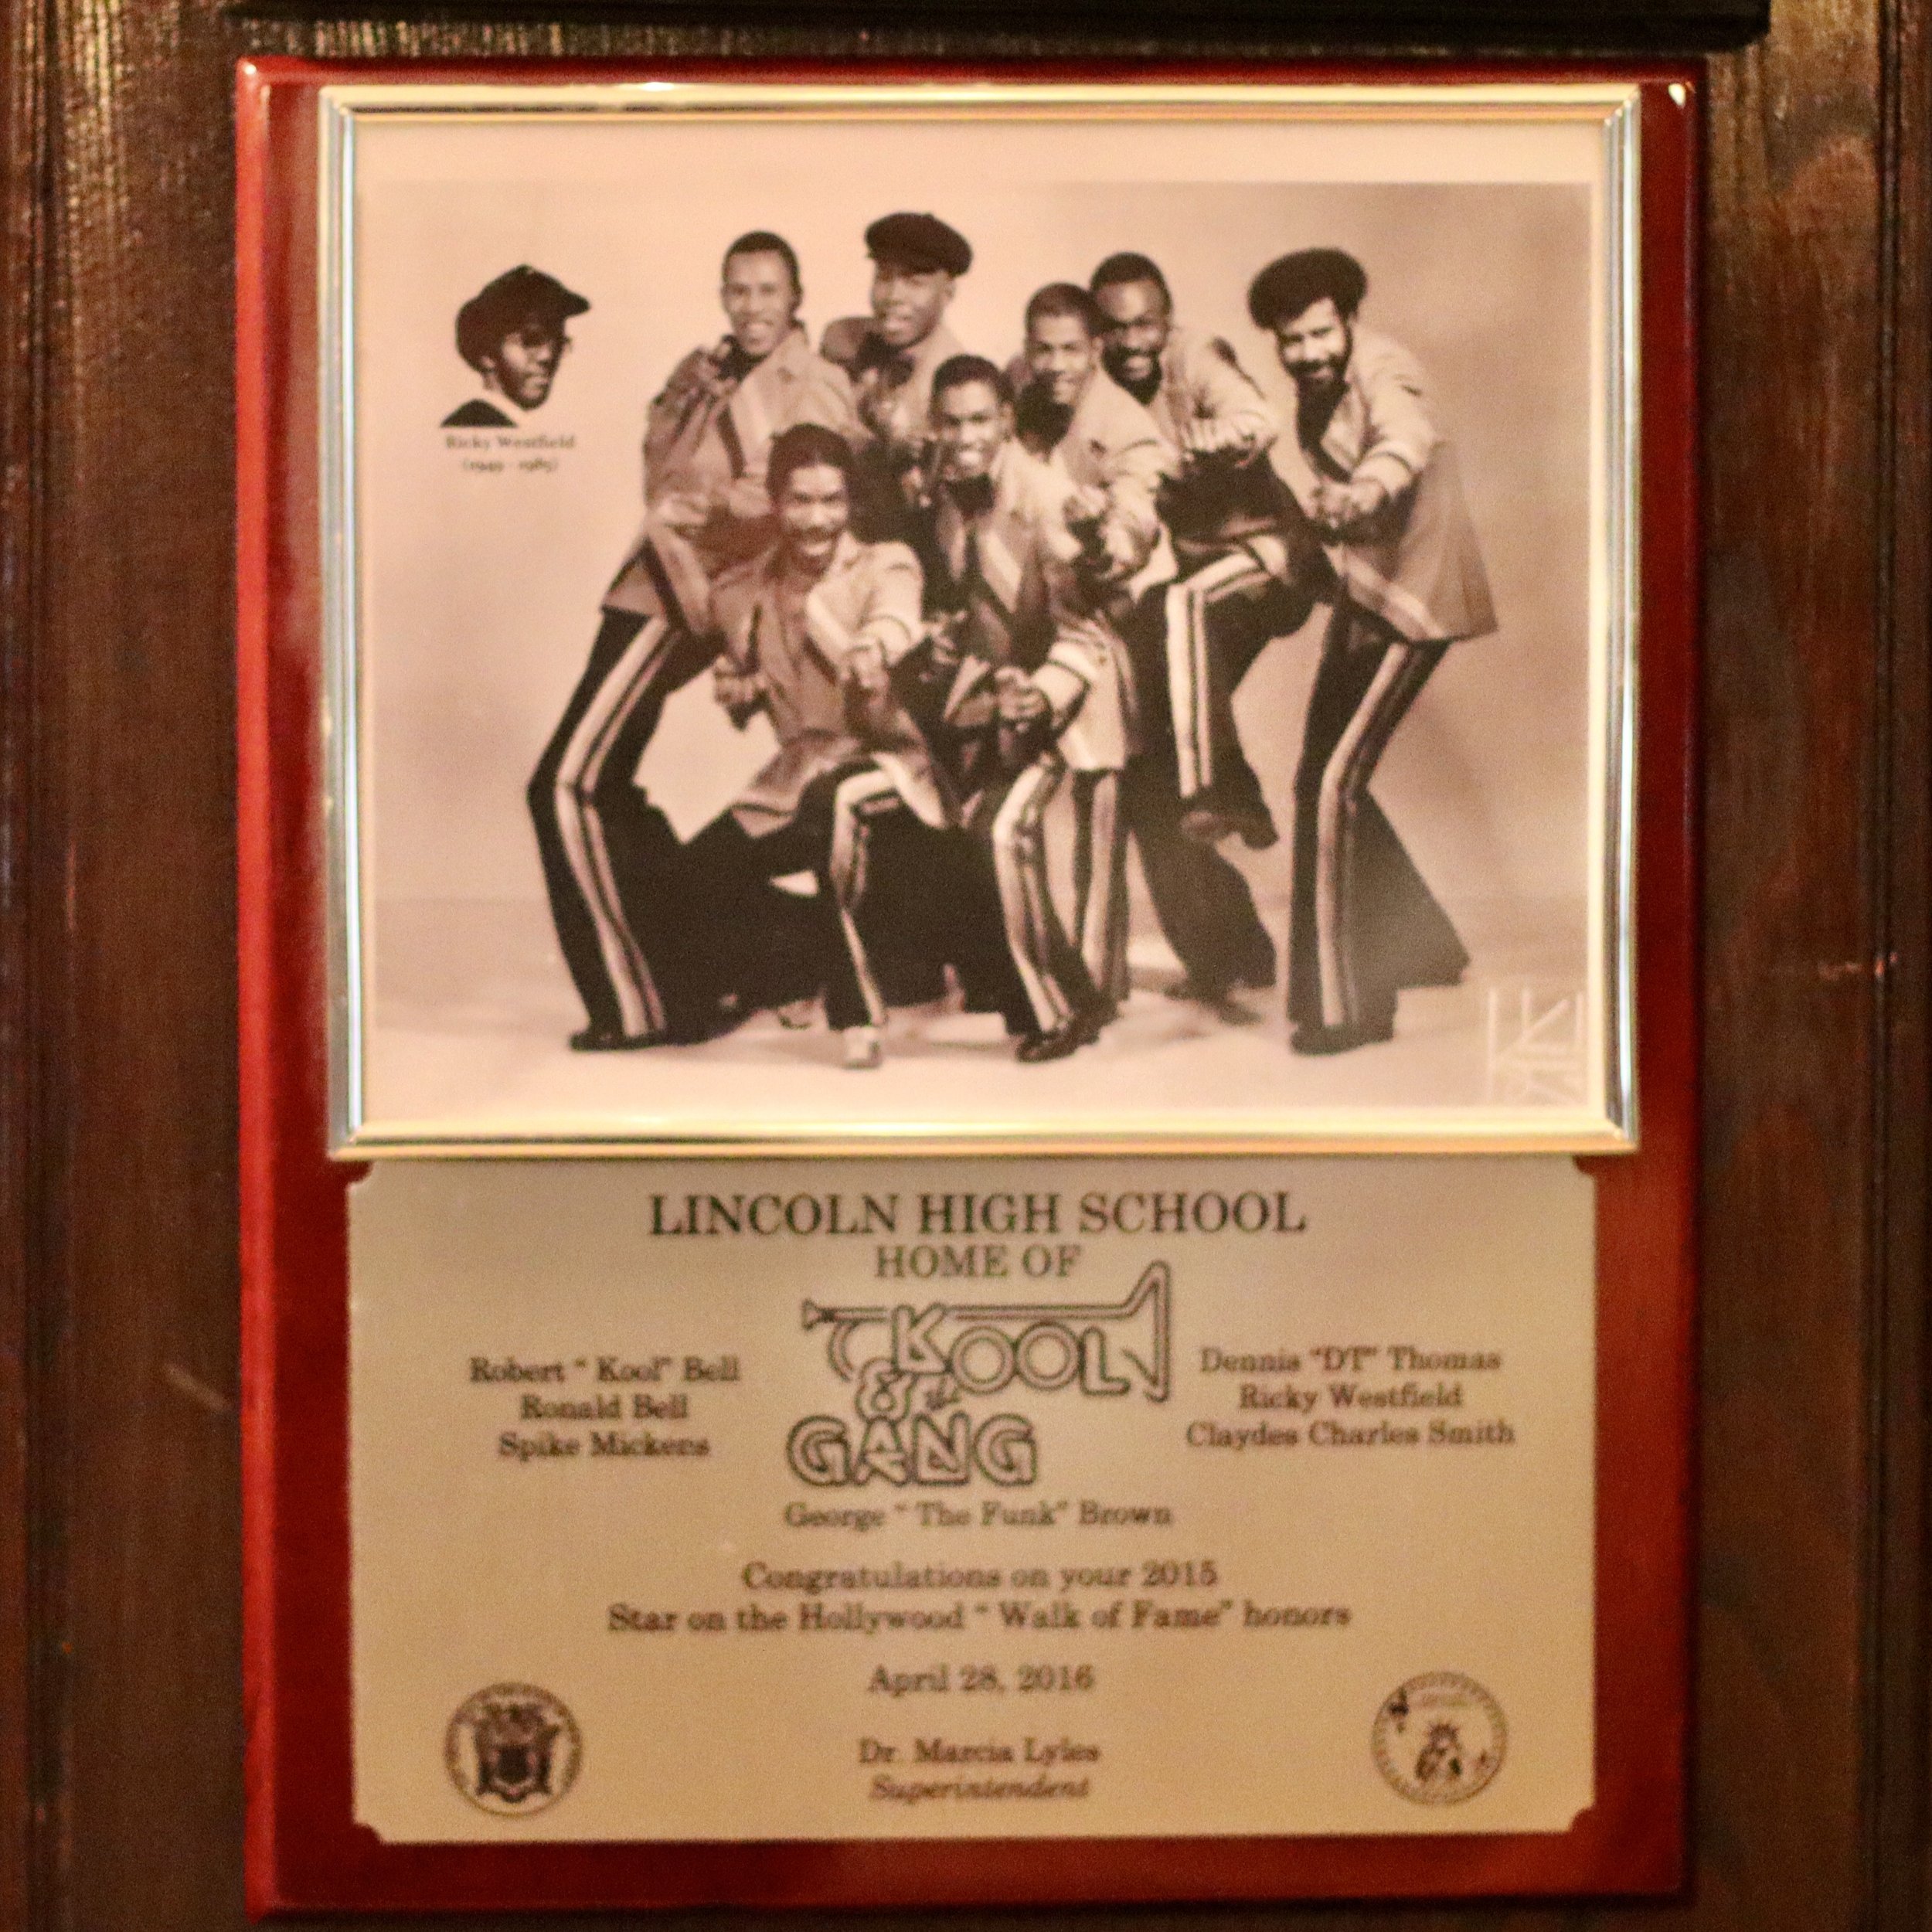 Ricky Westfield
(1949 - 1985)
LINCOLN HIGH SCHOOL
HOME OF
KOOL
& the
GANG
Robert " Kool" Bell
Ronald Bell
Spike Mickens
Dennis "DT" Thomas
Ricky Westfield
Claydes Charles Smith
George " The Funk" Brown
Congratulations on your 2015
Star on the Hollywood " Walk of Fame" honors
April 28, 2016
Dr. Marcia Lyles
Superintendent